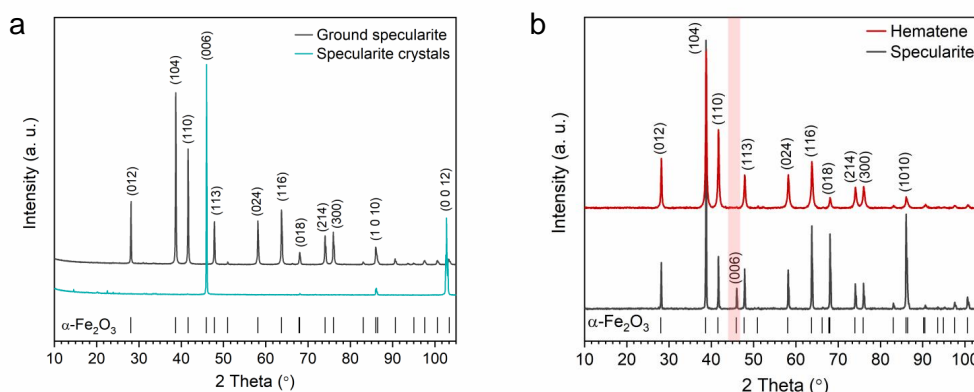 a
Ground specularite
Specularite crystals
(012)
(104)
(110)
(006)
(113)
(024)
(116)
(018)
(214)
(300)
(1 0 10)
(0 0 12)
Intensity (a. u.)
α-Fe₂O₃
10 20 30 40 50 60 70 80 90 100
2 Theta (°)
b
Hematene
Specularite
(012)
(104)
(110)
(113)
(024)
(116)
(018)
(214)
(300)
(1010)
(006)
Intensity (a. u.)
α-Fe₂O₃
10 20 30 40 50 60 70 80 90 100
2 Theta (°)